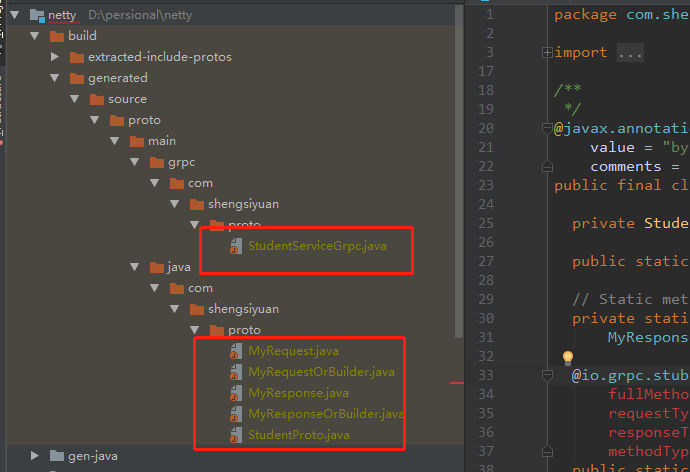 netty D:\persional\netty
build
extracted-include-protos
generated
source
proto
main
grpc
com
shengsiyuan
proto
StudentServiceGrpc.java
java
com
shengsiyuan
proto
MyRequest.java
MyRequestOrBuilder.java
MyResponse.java
MyResponseOrBuilder.java
StudentProto.java
gen-java
1 package com.she
2
3 import ...
17
18 /**
19 */
20 @javax.annotati
21 value = "by
22 comments =
23 public final cl
24
25 private Stude
26
27 public static
28
29 // Static met
30 private stati
31 MyRespons
32
33 @io.grpc.stub
34 fullMetho
35 requestTy
36 responseT
37 methodTyp
38 public static